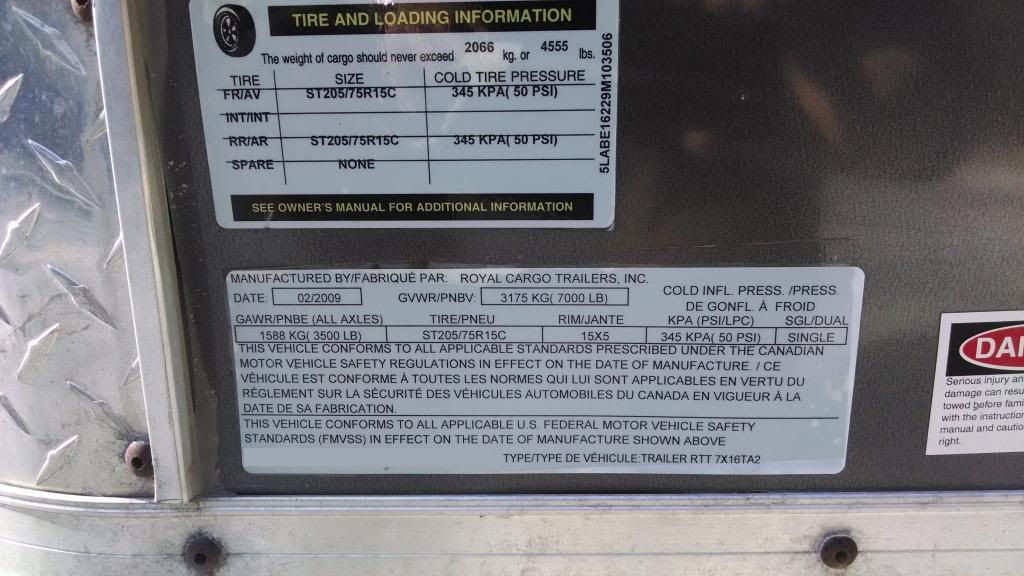 TIRE AND LOADING INFORMATION
The weight of cargo should never exceed 2066 kg. or 4555 lbs.
TIRE SIZE COLD TIRE PRESSURE
FR/AV ST205/75R15C 345 KPA( 50 PSI)
INT/INT
RR/AR ST205/75R15C 345 KPA( 50 PSI)
SPARE NONE
SEE OWNER'S MANUAL FOR ADDITIONAL INFORMATION
5LABE16229M103506
MANUFACTURED BY/FABRIQUÉ PAR: ROYAL CARGO TRAILERS, INC.
DATE: 02/2009 GVWR/PNBV: 3175 KG( 7000 LB)
COLD INFL. PRESS. /PRESS.
DE GONFL. À FROID
GAWR/PNBE (ALL AXLES) TIRE/PNEU RIM/JANTE KPA (PSI/LPC) SGL/DUAL
1588 KG( 3500 LB) ST205/75R15C 15X5 345 KPA( 50 PSI) SINGLE
THIS VEHICLE CONFORMS TO ALL APPLICABLE STANDARDS PRESCRIBED UNDER THE CANADIAN
MOTOR VEHICLE SAFETY REGULATIONS IN EFFECT ON THE DATE OF MANUFACTURE. / CE
VÉHICULE EST CONFORME À TOUTES LES NORMES QUI LUI SONT APPLICABLES EN VERTU DU
RÉGLEMENT SUR LA SÉCURITÉ DES VÉHICULES AUTOMOBILES DU CANADA EN VIGUEUR À LA
DATE DE SA FABRICATION.
THIS VEHICLE CONFORMS TO ALL APPLICABLE U.S. FEDERAL MOTOR VEHICLE SAFETY
STANDARDS (FMVSS) IN EFFECT ON THE DATE OF MANUFACTURE SHOWN ABOVE
TYPE/TYPE DE VÉHICULE:TRAILER RTT 7X16TA2
DAN
Serious injury an
damage can resu
towed before fami
with the instruction
manual and cautio
right.